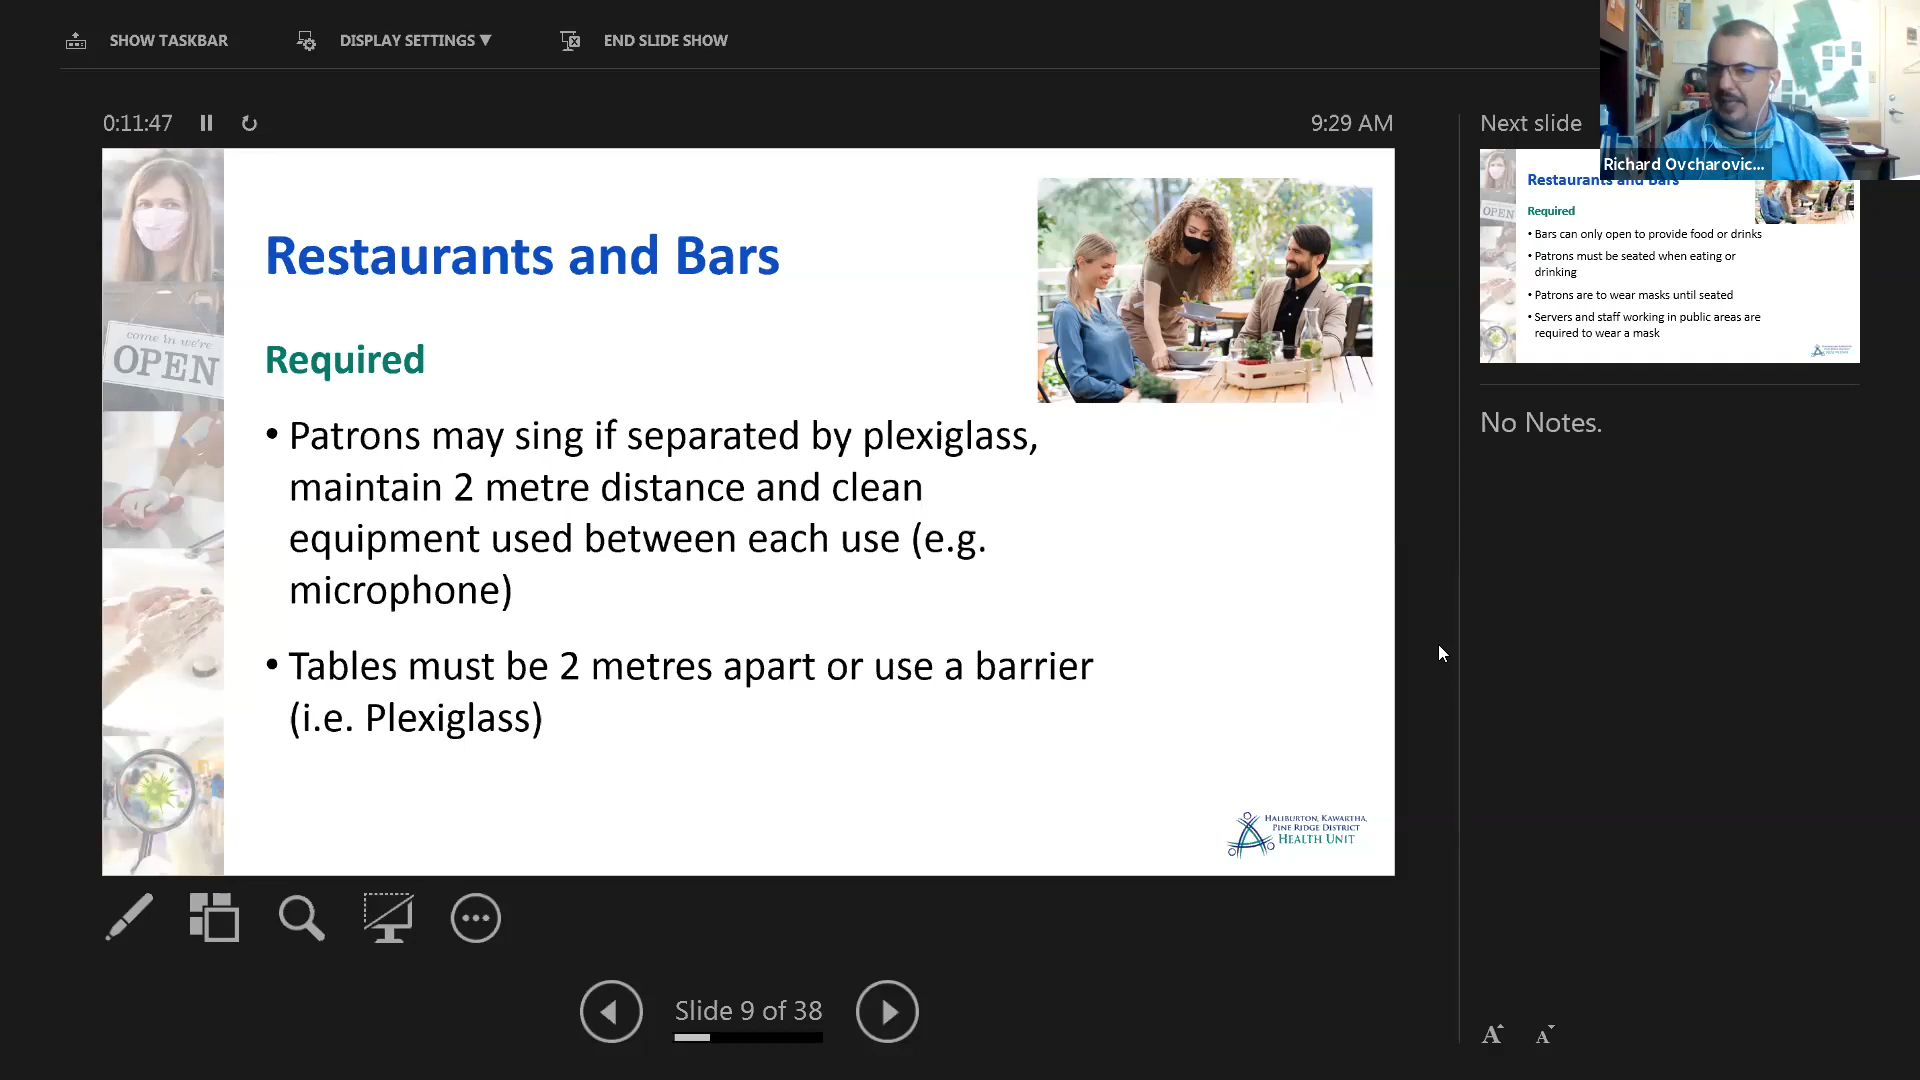 SHOW TASKBAR
DISPLAY SETTINGS ▼
END SLIDE SHOW
0:11:47
9:29 AM
Next slide
Richard Ovcharovic...
come in we're
OPEN
Restaurants and Bars
Required
• Patrons may sing if separated by plexiglass,
maintain 2 metre distance and clean
equipment used between each use (e.g.
microphone)
• Tables must be 2 metres apart or use a barrier
(i.e. Plexiglass)
HALIBURTON, KAWARTHA,
PINE RIDGE DISTRICT
HEALTH UNIT
Restaurants and Bars
OPEN
Required
• Bars can only open to provide food or drinks
• Patrons must be seated when eating or
drinking
• Patrons are to wear masks until seated
• Servers and staff working in public areas are
required to wear a mask
No Notes.
Slide 9 of 38
A A